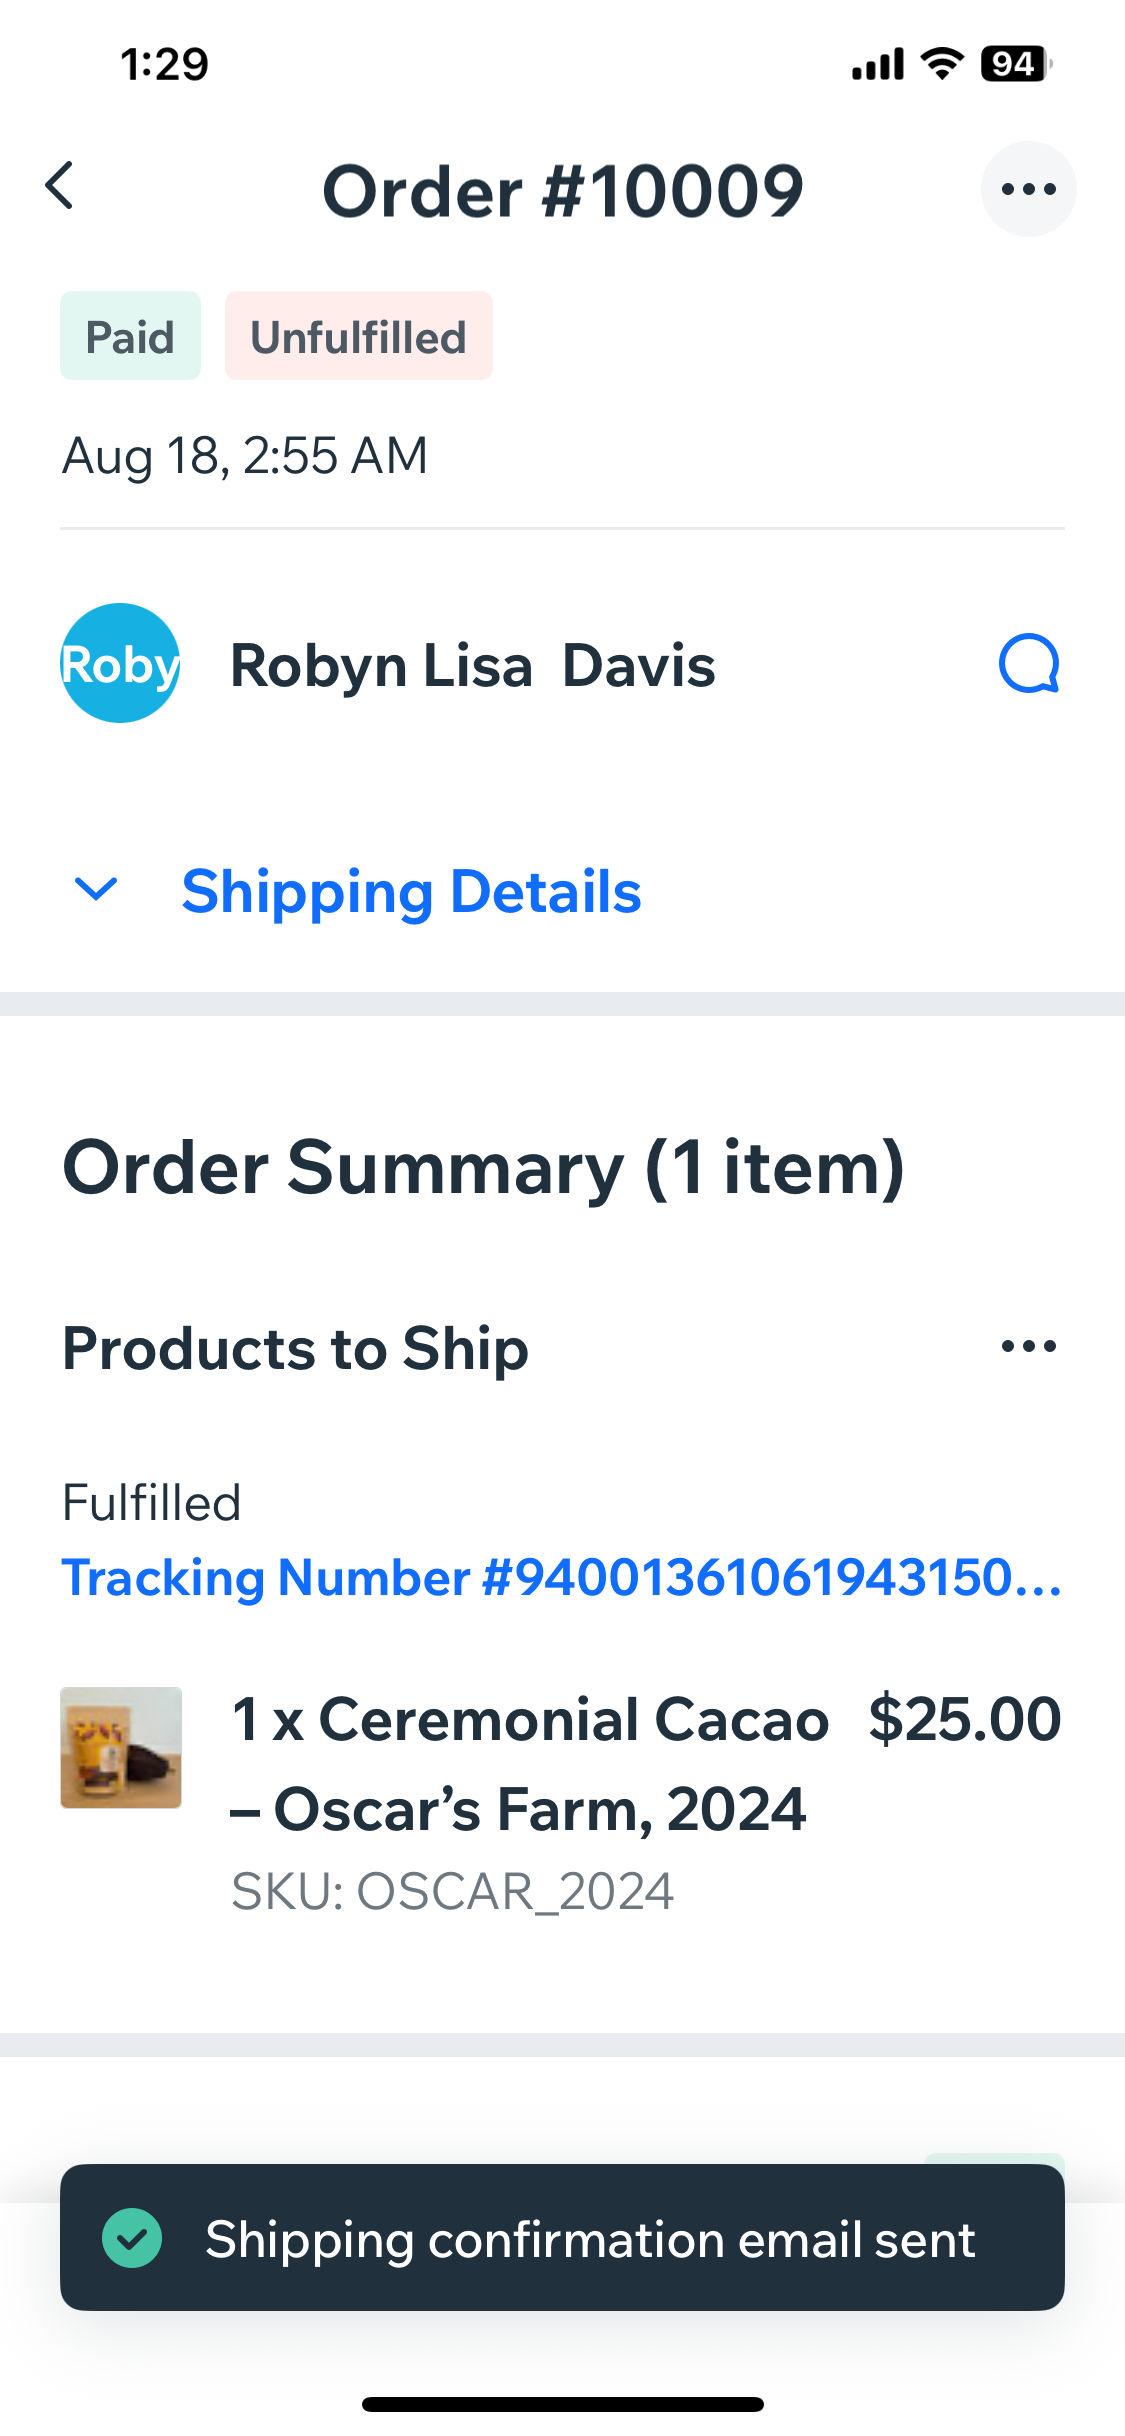 1:29
94
Order #10009
Paid
Unfulfilled
Aug 18, 2:55 AM
Roby
Robyn Lisa  Davis
Shipping Details
Order Summary (1 item)
Products to Ship
Fulfilled
Tracking Number #94001361061943150...
1 x Ceremonial Cacao
$25.00
– Oscar’s Farm, 2024
SKU: OSCAR_2024
Shipping confirmation email sent